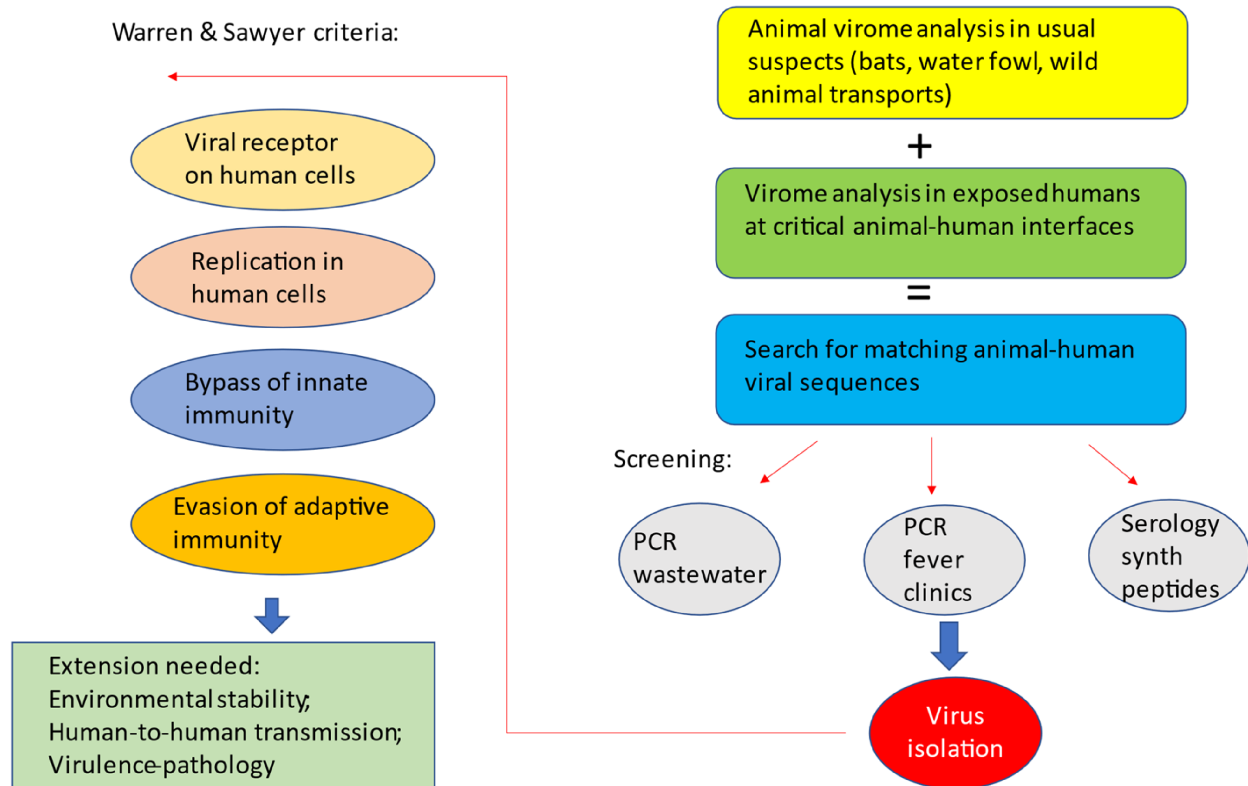 Warren & Sawyer criteria:
Viral receptor
on human cells
Replication in
human cells
Bypass of innate
immunity
Evasion of adaptive
immunity
Extension needed:
Environmental stability;
Human-to-human transmission;
Virulence-pathology
Animal virome analysis in usual
suspects (bats, water fowl, wild
animal transports)
+
Virome analysis in exposed humans
at critical animal-human interfaces
=
Search for matching animal-human
viral sequences
Screening:
PCR
wastewater
PCR
fever
clinics
Serology
synth
peptides
Virus
isolation